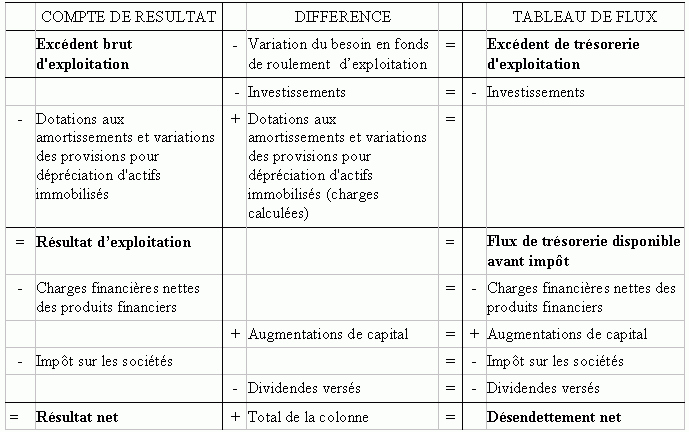 COMPTE DE RESULTAT DIFFERENCE TABLEAU DE FLUX
Excédent brut - Variation du besoin en fonds = Excédent de trésorerie
d'exploitation de roulement d’exploitation d'exploitation
- Investissements = - Investissements
- Dotations aux + Dotations aux =
amortissements et variations amortissements et variations
des provisions pour des provisions pour
dépréciation d'actifs dépréciation d'actifs
immobilisés immobilisés (charges
calculées)
= Résultat d’exploitation = Flux de trésorerie disponible
avant impôt
- Charges financières nettes = - Charges financières nettes des
des produits financiers produits financiers
+ Augmentations de capital = + Augmentations de capital
- Impôt sur les sociétés = - Impôt sur les sociétés
- Dividendes versés = - Dividendes versés
= Résultat net + Total de la colonne = Désendettement net